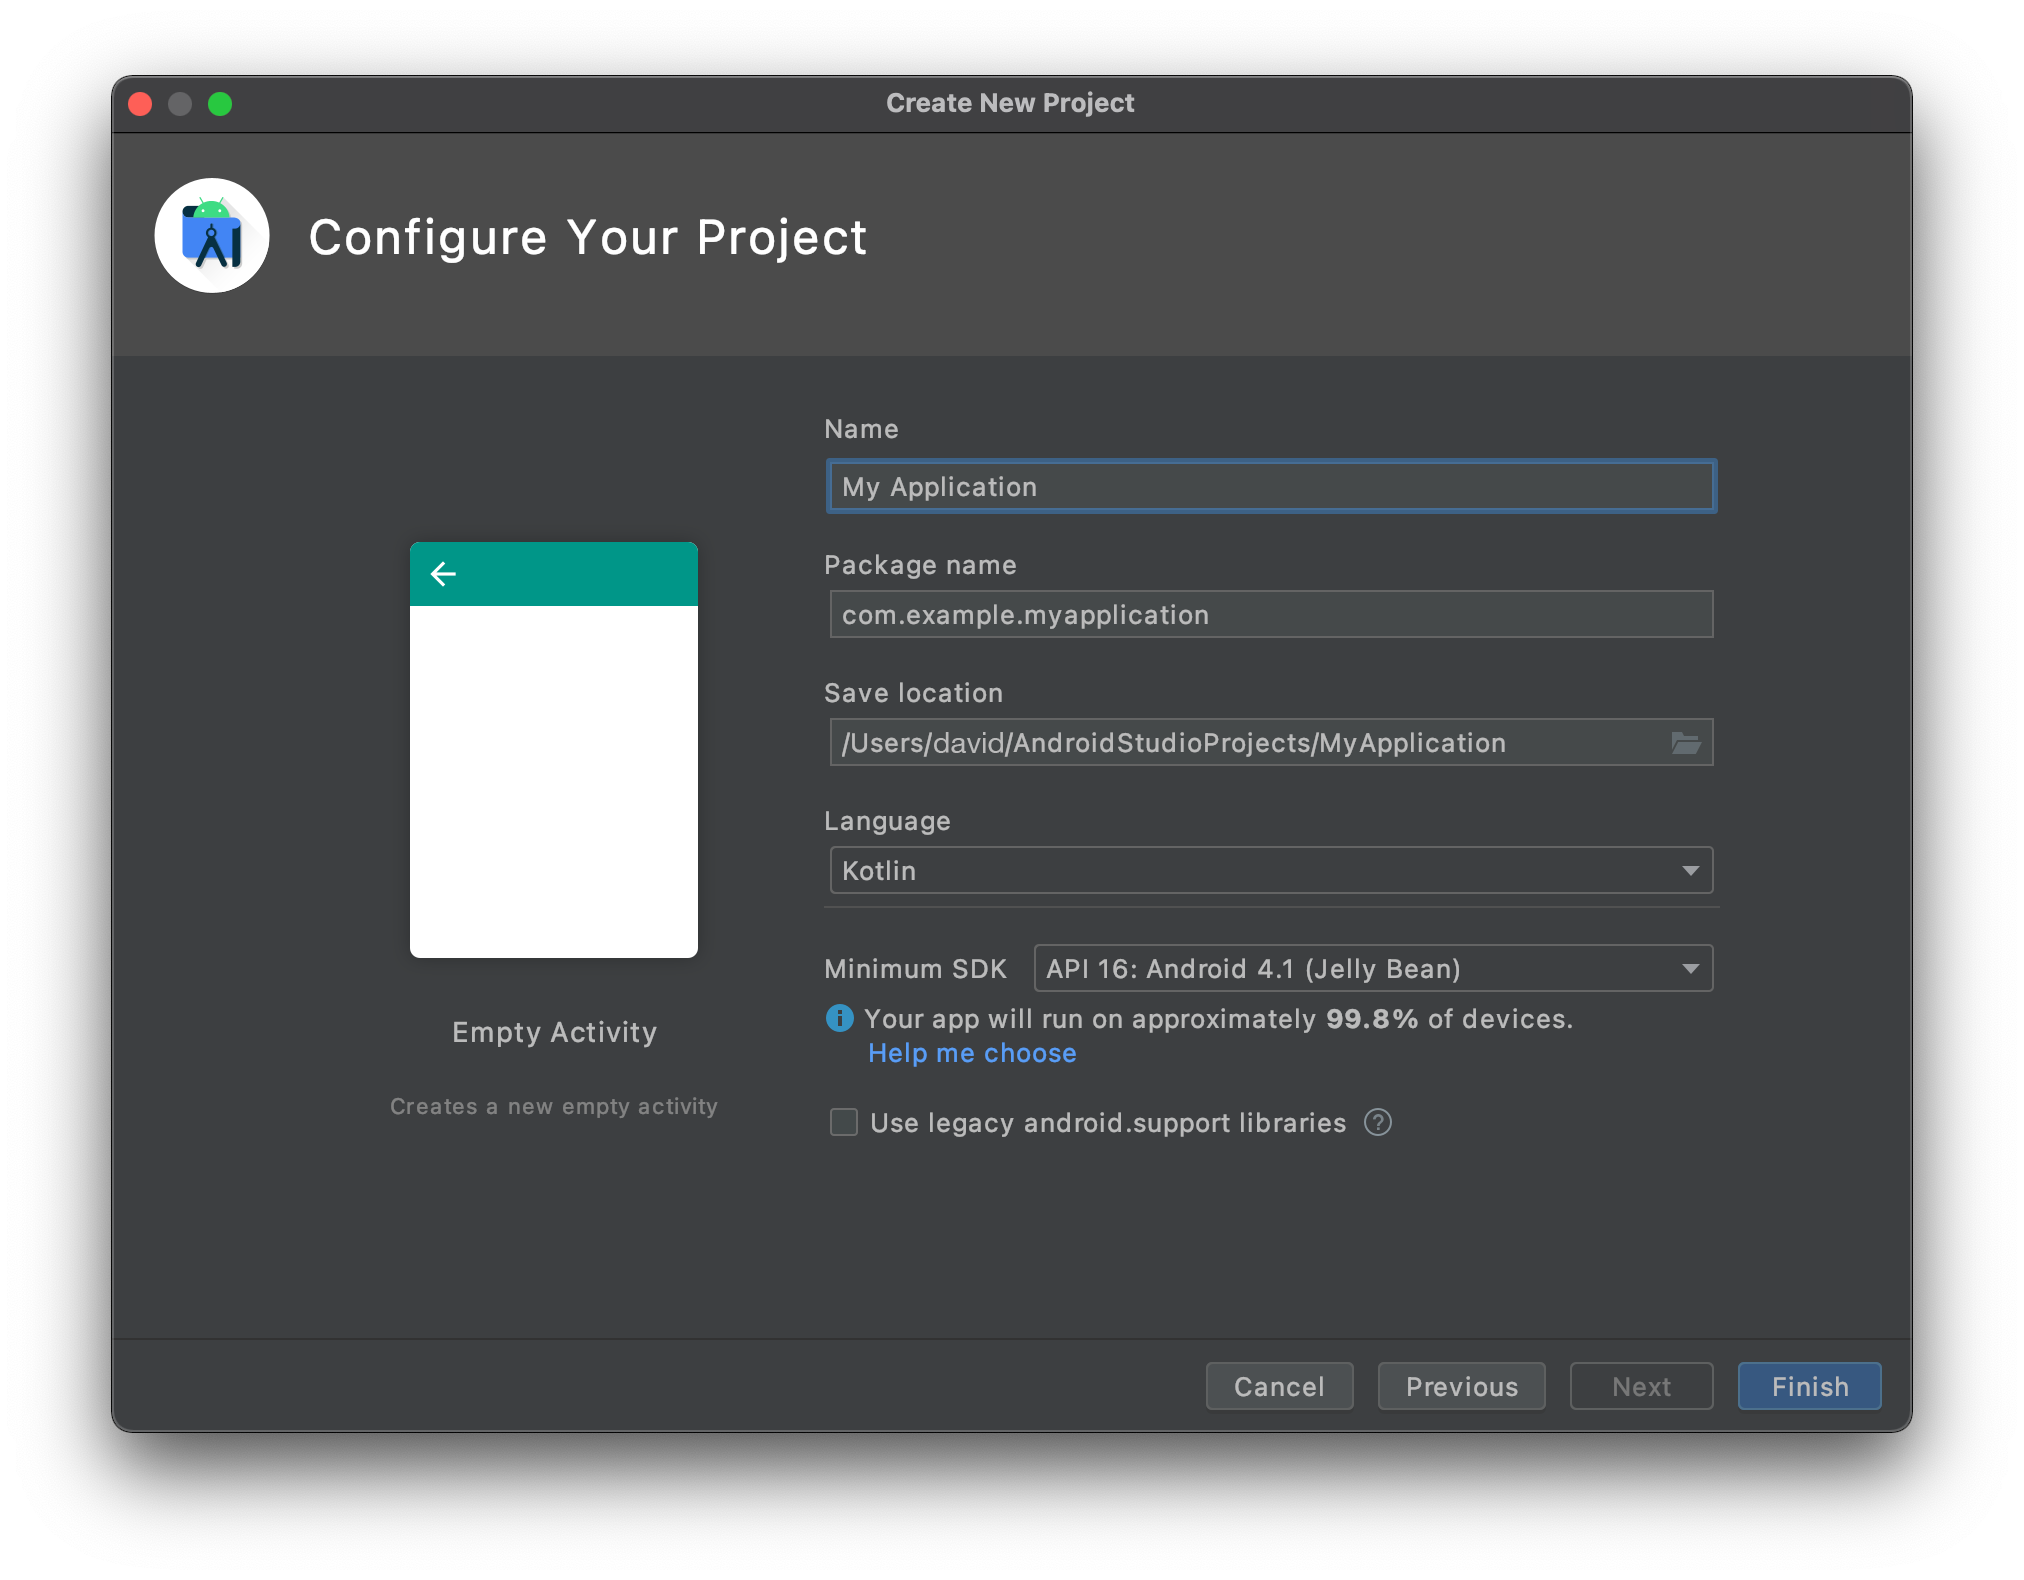 Create New Project
Configure Your Project
Name
My Application
Package name
com.example.myapplication
Save location
/Users/david/AndroidStudioProjects/MyApplication
Language
Kotlin
Minimum SDK API 16: Android 4.1 (Jelly Bean)
Your app will run on approximately 99.8% of devices.
Help me choose
Use legacy android.support libraries ?
Empty Activity
Creates a new empty activity
Cancel Previous Next Finish